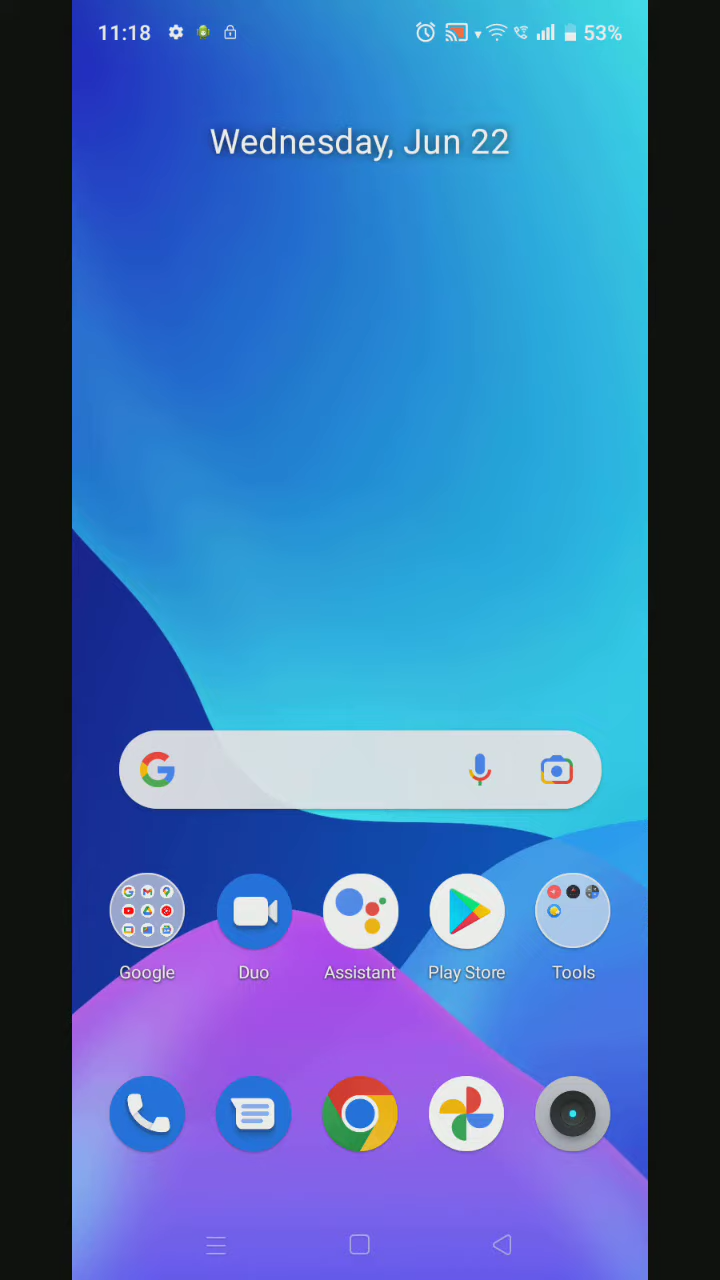 11:18
53%
Wednesday, Jun 22
Google
Duo
Assistant
Play Store
Tools